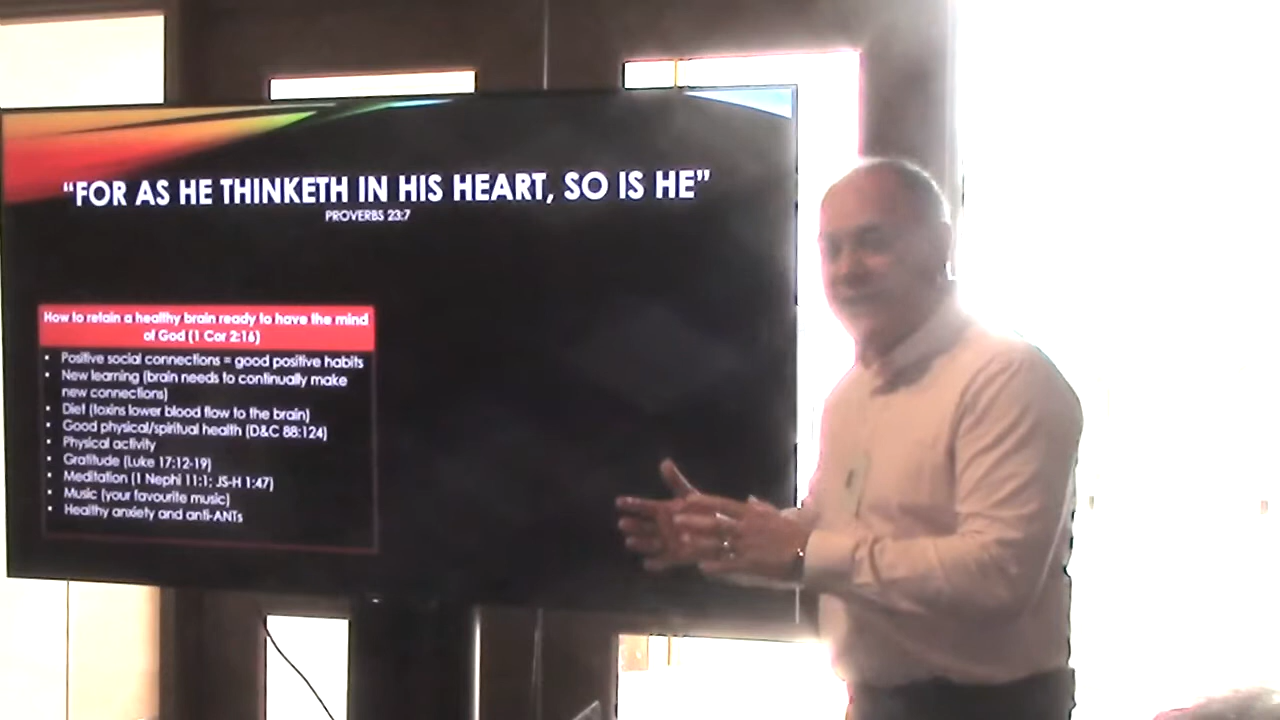 “FOR AS HE THINKETH IN HIS HEART, SO IS HE”
PROVERBS 23:7
How to retain a healthy brain ready to have the mind
of God (1 Cor 2:16)
• Positive social connections = good positive habits
• New learning (brain needs to continually make
new connections)
• Diet (toxins lower blood flow to the brain)
• Good physical/spiritual health (D&C 88:124)
• Physical activity
• Gratitude (Luke 17:12-19)
• Meditation (1 Nephi 11:1; JS-H 1:47)
• Music (your favourite music)
• Healthy anxiety and anti-ANTs